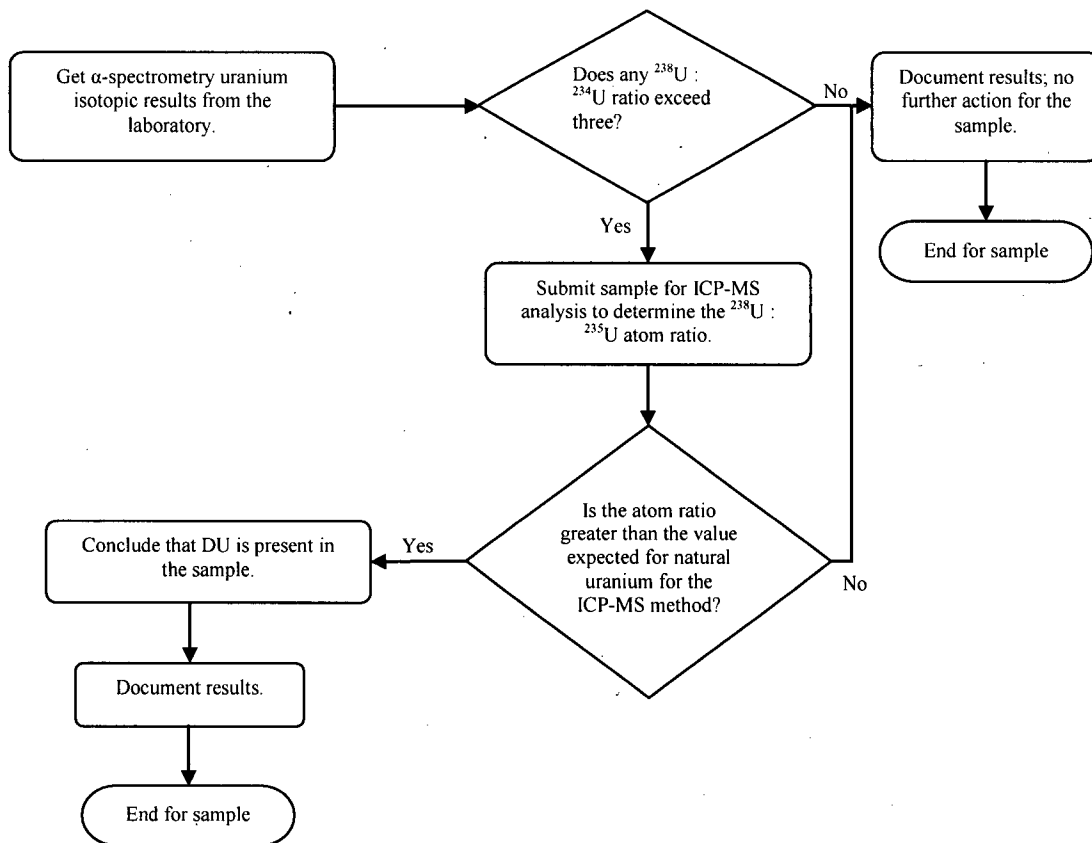 Get α-spectrometry uranium
isotopic results from the
laboratory.
Does any ²³⁸U :
²³⁴U ratio exceed
three?
No
Document results; no
further action for the
sample.
End for sample
Yes
Submit sample for ICP-MS
analysis to determine the ²³⁸U :
²³⁵U atom ratio.
Is the atom ratio
greater than the value
expected for natural
uranium for the
ICP-MS method?
No
Yes
Conclude that DU is present in
the sample.
Document results.
End for sample